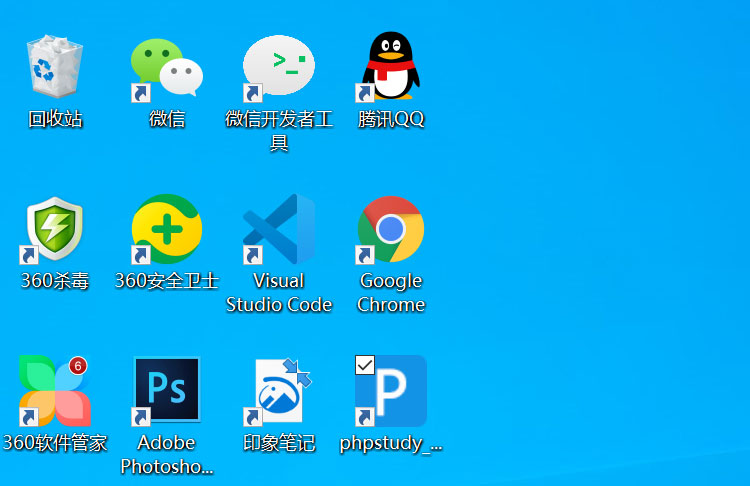 回收站
微信
微信开发者工
具
腾讯QQ
360杀毒
360安全卫士
Visual
Studio Code
Google
Chrome
6
360软件管家
Ps
Adobe
Photosho...
印象笔记
P
phpstudy_...